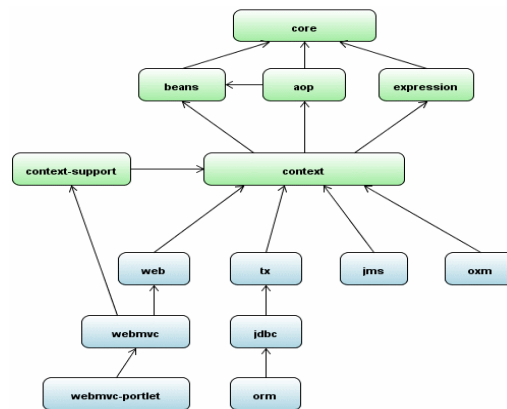 core
beans
aop
expression
context-support
context
web
tx
jms
oxm
webmvc
jdbc
webmvc-portlet
orm